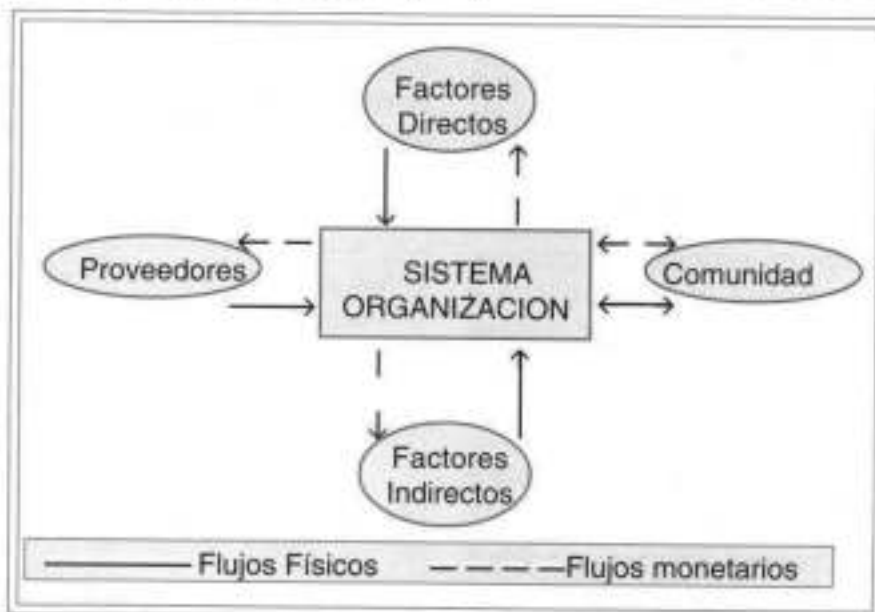 Factores
Directos
Proveedores
SISTEMA
ORGANIZACION
Comunidad
Factores
Indirectos
Flujos Físicos
Flujos monetarios